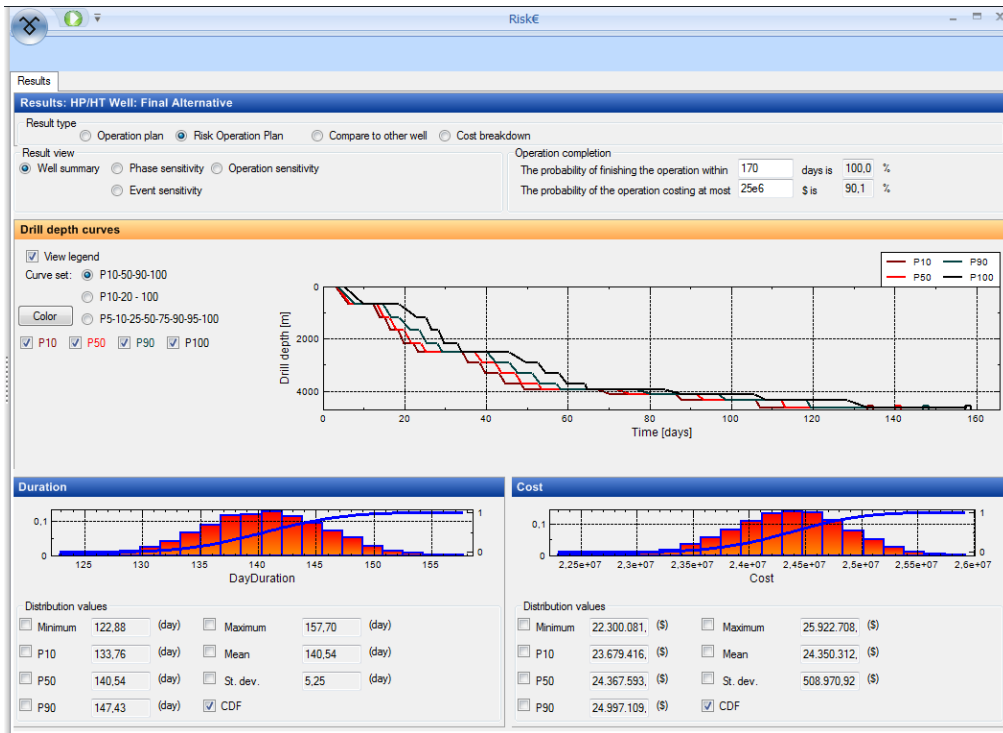 Risk€
Results
Results: HP/HT Well: Final Alternative
Result type
Operation plan Risk Operation Plan Compare to other well Cost breakdown
Result view
Well summary Phase sensitivity Operation sensitivity
Event sensitivity
Operation completion
The probability of finishing the operation within 170 days is 100,0 %
The probability of the operation costing at most 25e6 $ is 90,1 %
Drill depth curves
View legend
Curve set: P10-50-90-100
P10-20 - 100
Color P5-10-25-50-75-90-95-100
P10 P50 P90 P100
P10 P90
P50 P100
0
2000
4000
Drill depth [m]
0 20 40 60 80 100 120 140 160
Time [days]
Duration
0,1 1
0 0
125 130 135 140 145 150 155
DayDuration
Distribution values
Minimum 122,88 (day) Maximum 157,70 (day)
P10 133,76 (day) Mean 140,54 (day)
P50 140,54 (day) St. dev. 5,25 (day)
P90 147,43 (day) CDF
Cost
0,1 1
0 0
2,25e+07 2,3e+07 2,35e+07 2,4e+07 2,45e+07 2,5e+07 2,55e+07 2,6e+07
Cost
Distribution values
Minimum 22.300.081, ($) Maximum 25.922.708, ($)
P10 23.679.416, ($) Mean 24.350.312, ($)
P50 24.367.593, ($) St. dev. 508.970,92 ($)
P90 24.997.109, ($) CDF